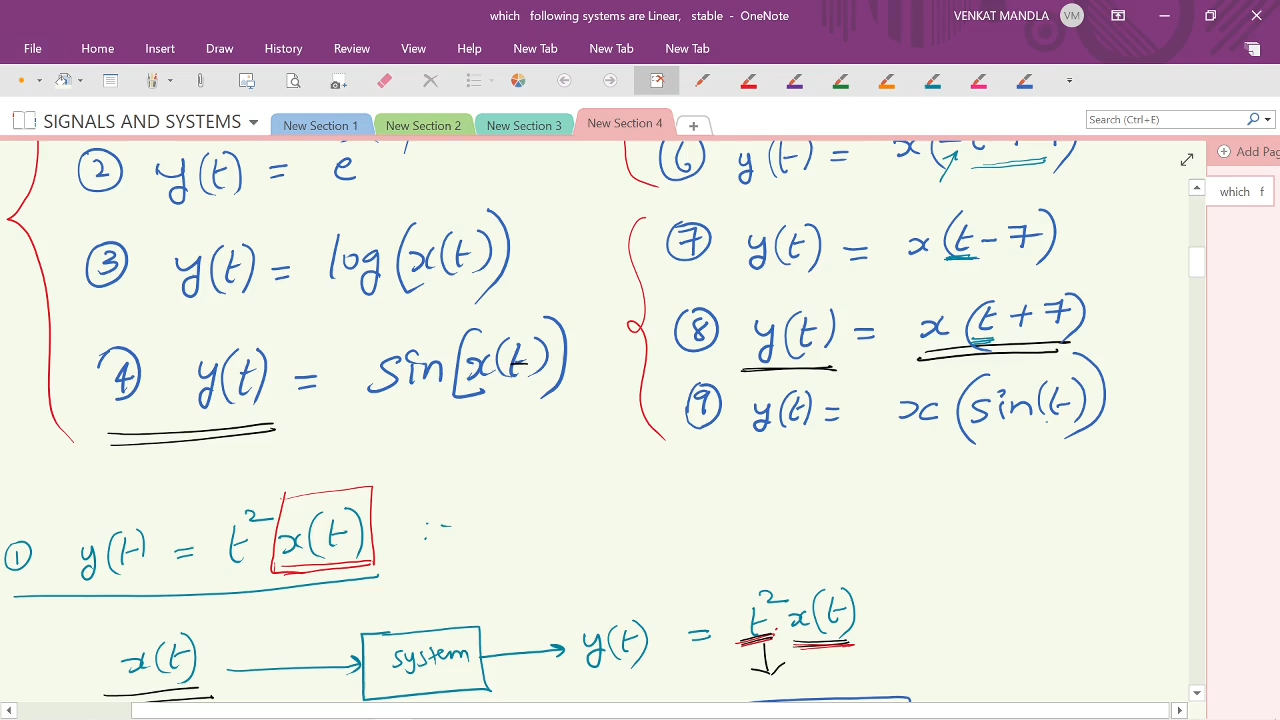 which following systems are Linear, stable - OneNote
VENKAT MANDLA VM
File Home Insert Draw History Review View Help New Tab New Tab New Tab
SIGNALS AND SYSTEMS New Section 1 New Section 2 New Section 3 New Section 4
Search (Ctrl+E)
Add Pag
which f
② y(t) = e
③ y(t) = log(x(t))
④ y(t) = sin[x(t))
⑥ y(t) =
⑦ y(t) = x(t-7)
⑧ y(t) = x(t+7)
⑨ y(t) = x(sin(t))
① y(t) = t² x(t) :-
x(t) system y(t) = t² x(t)